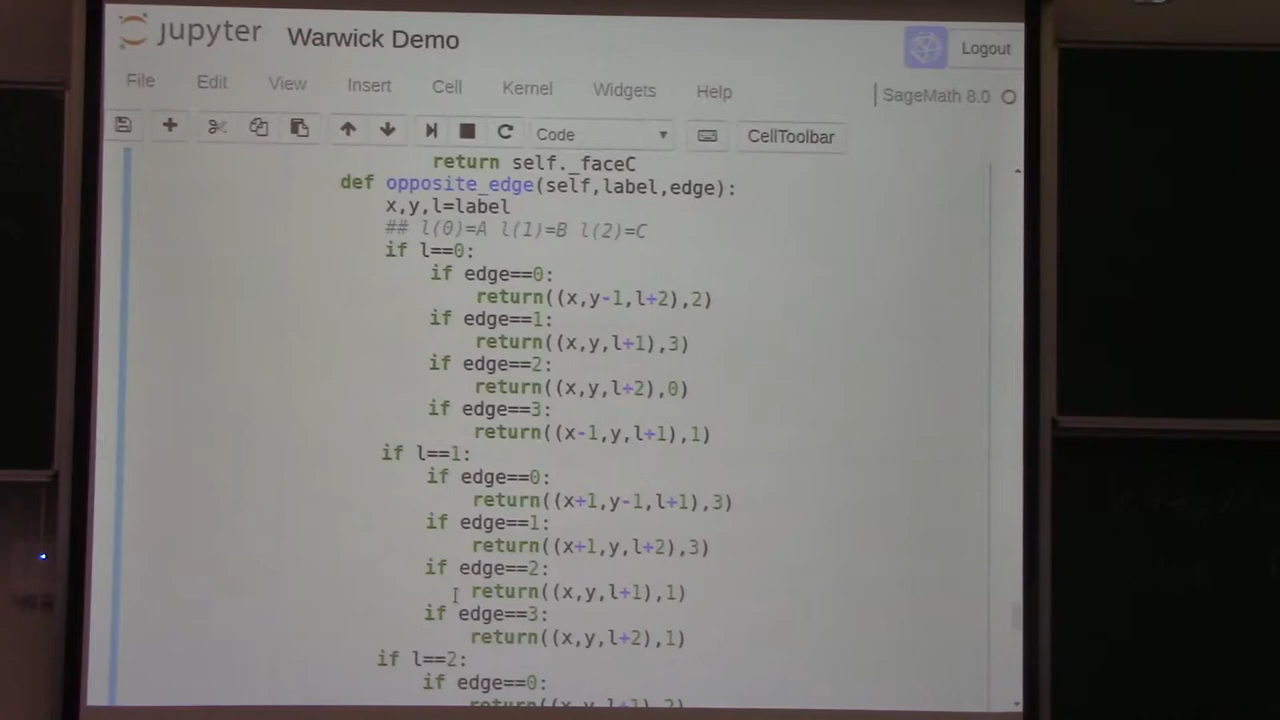 jupyter Warwick Demo Logout
File Edit View Insert Cell Kernel Widgets Help SageMath 8.0
Code CellToolbar
return self._faceC
def opposite_edge(self,label,edge):
x,y,l=label
## l(0)=A l(1)=B l(2)=C
if l==0:
if edge==0:
return((x,y-1,l+2),2)
if edge==1:
return((x,y,l+1),3)
if edge==2:
return((x,y,l+2),0)
if edge==3:
return((x-1,y,l+1),1)
if l==1:
if edge==0:
return((x+1,y-1,l+1),3)
if edge==1:
return((x+1,y,l+2),3)
if edge==2:
return((x,y,l+1),1)
if edge==3:
return((x,y,l+2),1)
if l==2:
if edge==0: